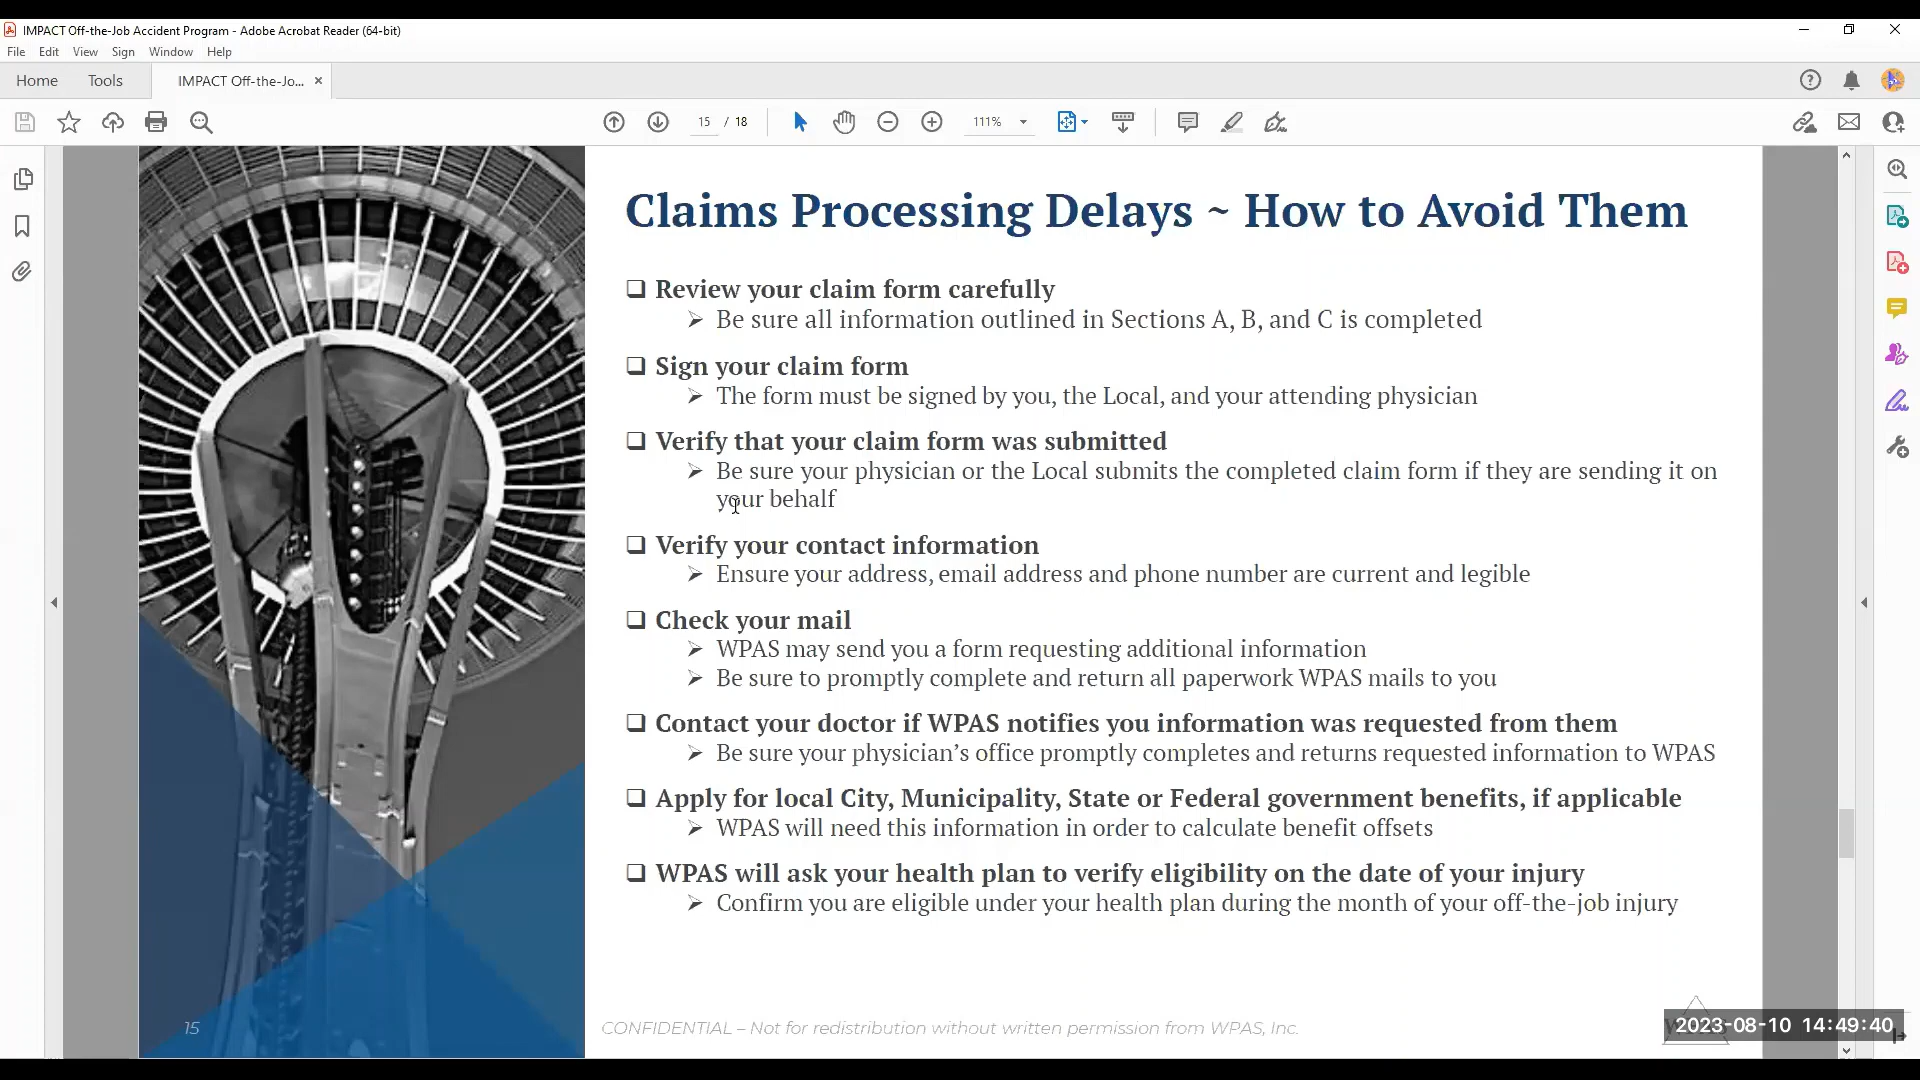 IMPACT Off-the-Job Accident Program - Adobe Acrobat Reader (64-bit)
File Edit View Sign Window Help
Home Tools IMPACT Off-the-Jo... ×
15 / 18 111%
Claims Processing Delays ~ How to Avoid Them
❑ Review your claim form carefully
➢ Be sure all information outlined in Sections A, B, and C is completed
❑ Sign your claim form
➢ The form must be signed by you, the Local, and your attending physician
❑ Verify that your claim form was submitted
➢ Be sure your physician or the Local submits the completed claim form if they are sending it on
your behalf
❑ Verify your contact information
➢ Ensure your address, email address and phone number are current and legible
❑ Check your mail
➢ WPAS may send you a form requesting additional information
➢ Be sure to promptly complete and return all paperwork WPAS mails to you
❑ Contact your doctor if WPAS notifies you information was requested from them
➢ Be sure your physician’s office promptly completes and returns requested information to WPAS
❑ Apply for local City, Municipality, State or Federal government benefits, if applicable
➢ WPAS will need this information in order to calculate benefit offsets
❑ WPAS will ask your health plan to verify eligibility on the date of your injury
➢ Confirm you are eligible under your health plan during the month of your off-the-job injury
15 CONFIDENTIAL – Not for redistribution without written permission from WPAS, Inc.
2023-08-10 14:49:40